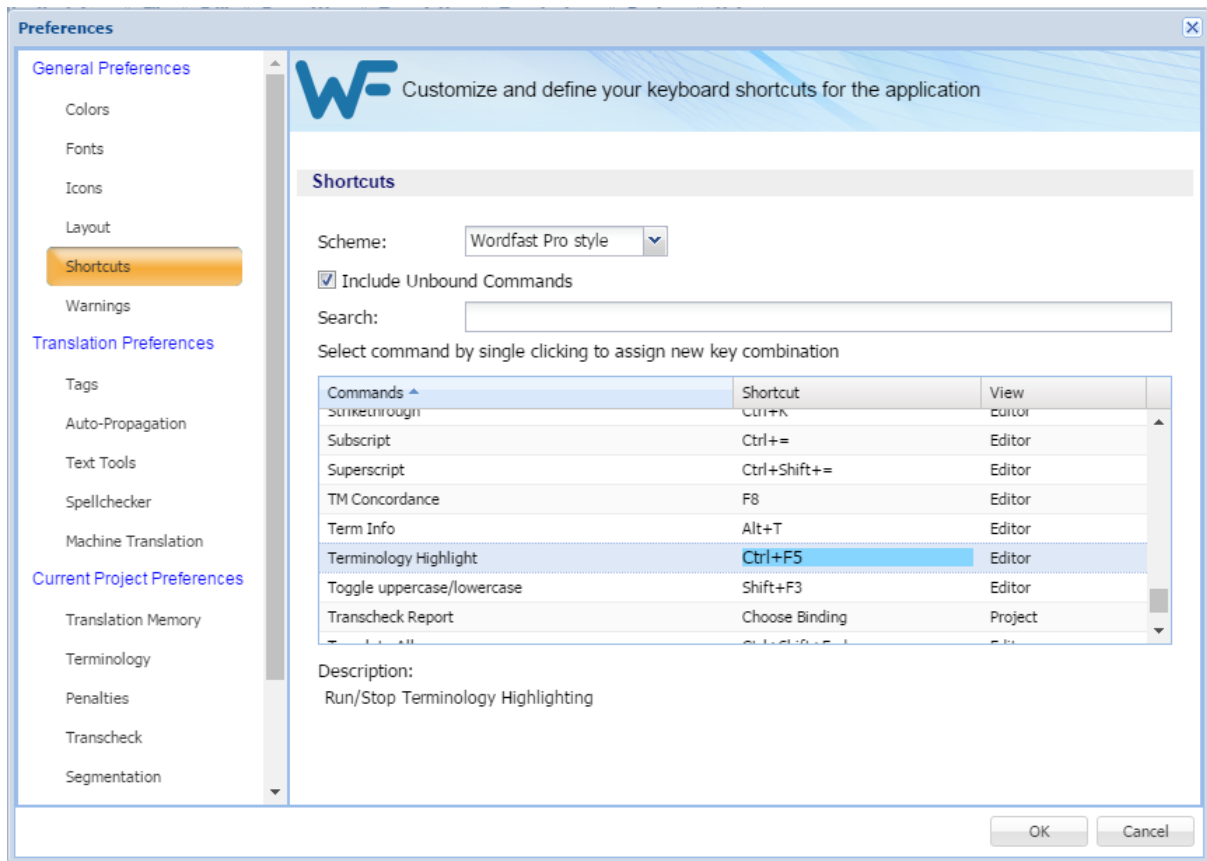 Preferences
General Preferences
Colors
Fonts
Icons
Layout
Shortcuts
Warnings
Translation Preferences
Tags
Auto-Propagation
Text Tools
Spellchecker
Machine Translation
Current Project Preferences
Translation Memory
Terminology
Penalties
Transcheck
Segmentation
WF Customize and define your keyboard shortcuts for the application
Shortcuts
Scheme: Wordfast Pro style
Include Unbound Commands
Search:
Select command by single clicking to assign new key combination
Commands Shortcut View
Strikethrough Ctrl+K Editor
Subscript Ctrl+= Editor
Superscript Ctrl+Shift+= Editor
TM Concordance F8 Editor
Term Info Alt+T Editor
Terminology Highlight Ctrl+F5 Editor
Toggle uppercase/lowercase Shift+F3 Editor
Transcheck Report Choose Binding Project
Description:
Run/Stop Terminology Highlighting
OK Cancel